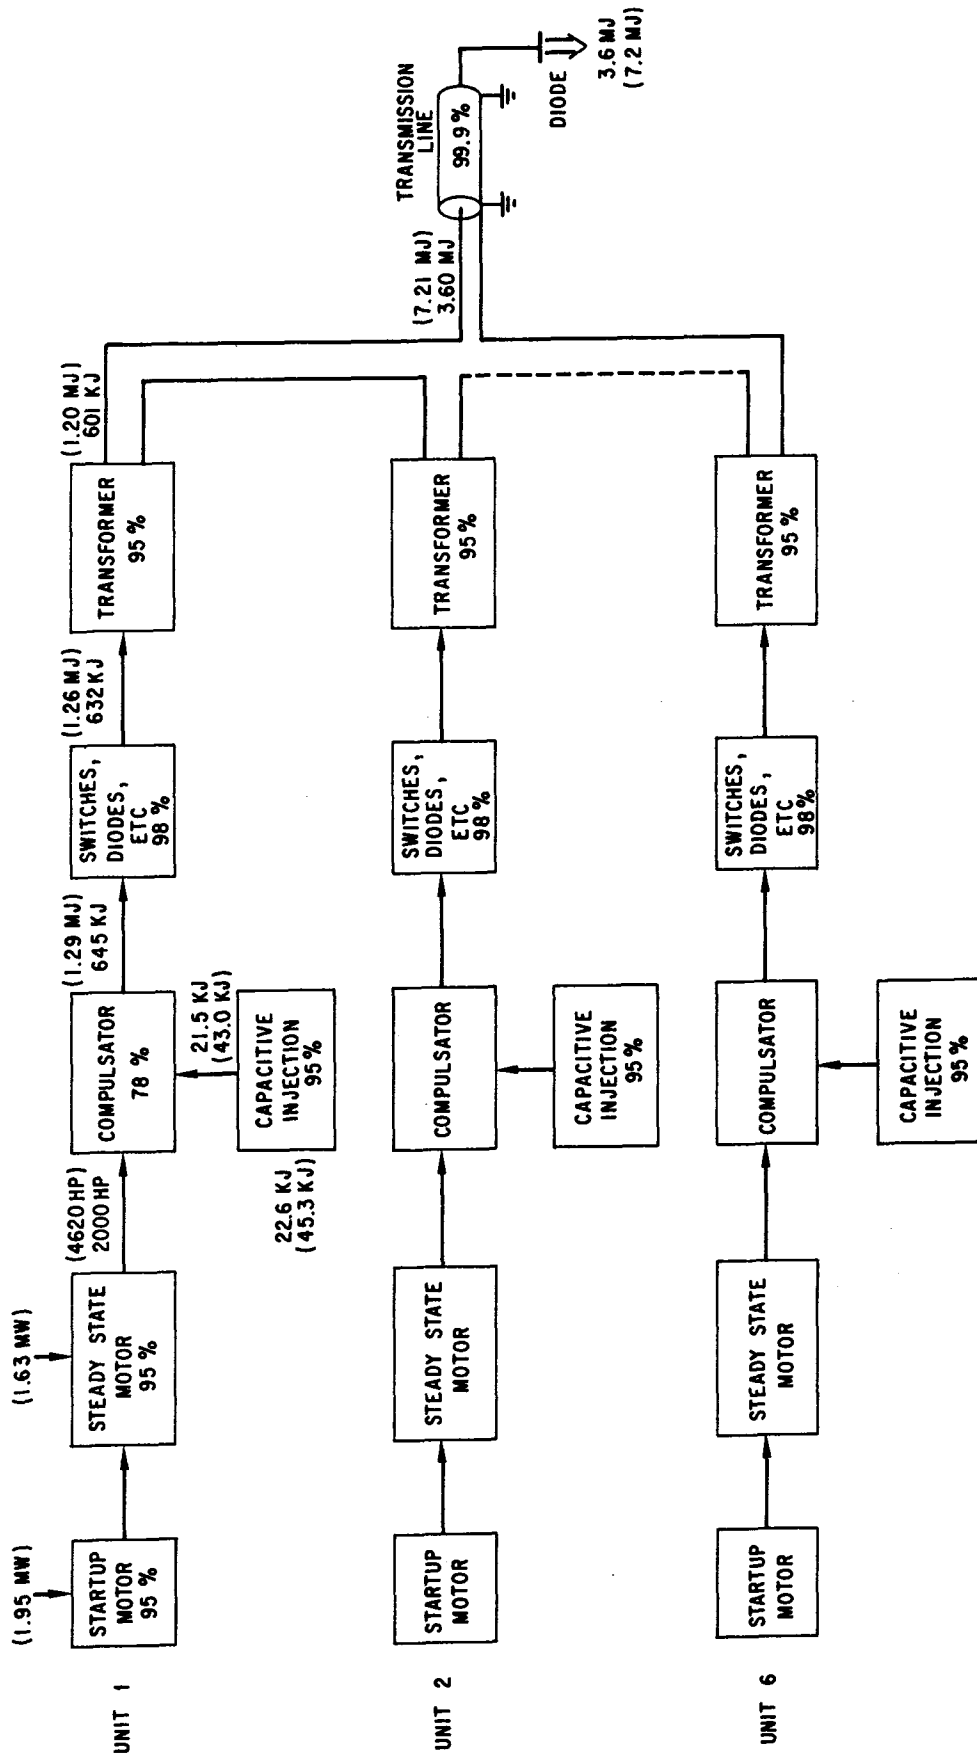 UNIT 1
(1.95 MW)
STARTUP
MOTOR
95 %
(1.63 MW)
STEADY STATE
MOTOR
95 %
(4620 HP)
2000 HP
COMPULSATOR
78 %
21.5 KJ
(43.0 KJ)
CAPACITIVE
INJECTION
95 %
22.6 KJ
(45.3 KJ)
(1.29 MJ)
645 KJ
SWITCHES,
DIODES,
ETC
98 %
(1.26 MJ)
632 KJ
TRANSFORMER
95 %
(1.20 MJ)
601 KJ
(7.21 MJ)
3.60 MJ
TRANSMISSION
LINE
99.9 %
DIODE
3.6 MJ
(7.2 MJ)
UNIT 2
STARTUP
MOTOR
STEADY STATE
MOTOR
COMPULSATOR
CAPACITIVE
INJECTION
95 %
SWITCHES,
DIODES,
ETC
98 %
TRANSFORMER
95 %
UNIT 6
STARTUP
MOTOR
STEADY STATE
MOTOR
COMPULSATOR
CAPACITIVE
INJECTION
95 %
SWITCHES,
DIODES,
ETC
98%
TRANSFORMER
95 %